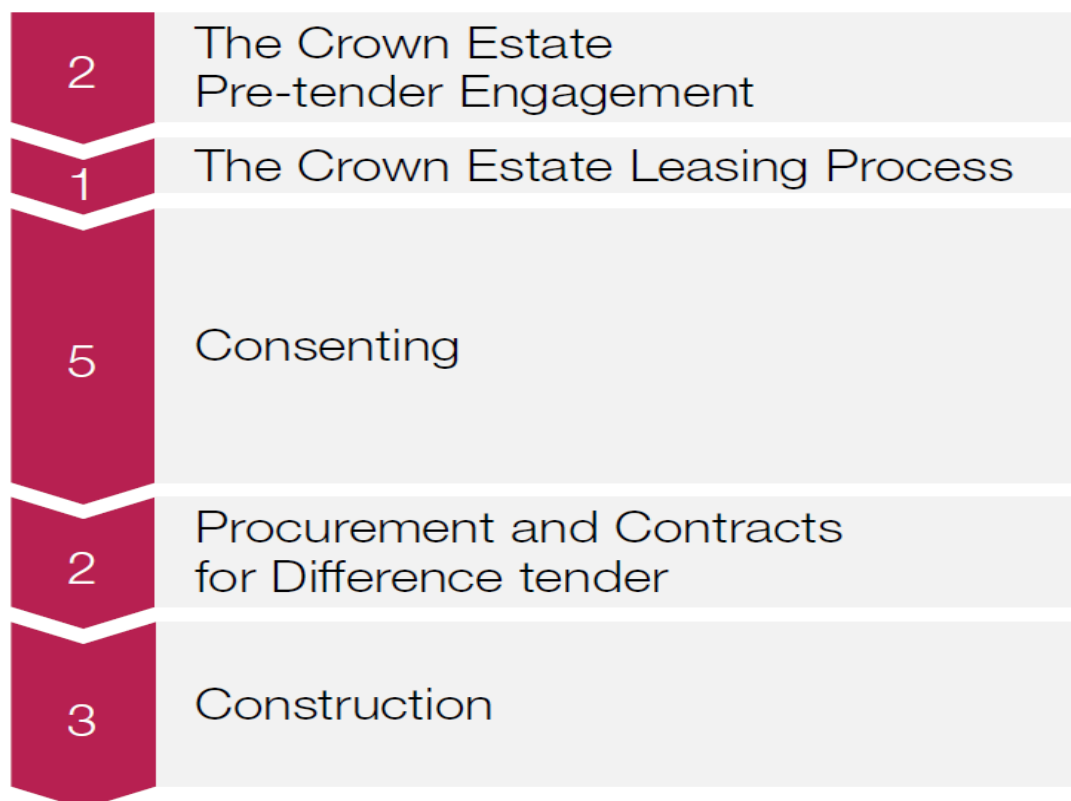 2
The Crown Estate
Pre-tender Engagement
1
The Crown Estate Leasing Process
5
Consenting
2
Procurement and Contracts
for Difference tender
3
Construction